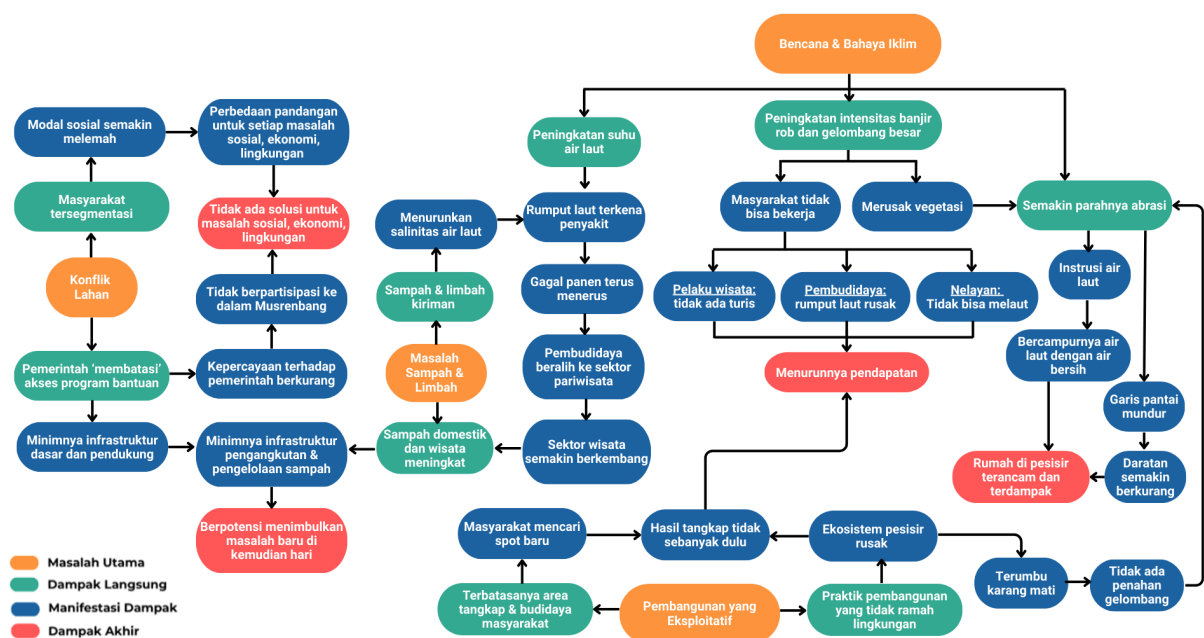 Bencana & Bahaya Iklim
Modal sosial semakin
melemah
Perbedaan pandangan
untuk setiap masalah
sosial, ekonomi,
lingkungan
Peningkatan suhu
air laut
Peningkatan intensitas banjir
rob dan gelombang besar
Masyarakat
tersegmentasi
Tidak ada solusi untuk
masalah sosial, ekonomi,
lingkungan
Menurunkan
salinitas air laut
Rumput laut terkena
penyakit
Masyarakat tidak
bisa bekerja
Merusak vegetasi
Semakin parahnya abrasi
Konflik
Lahan
Tidak berpartisipasi ke
dalam Musrenbang
Sampah & limbah
kiriman
Gagal panen terus
menerus
Pelaku wisata:
tidak ada turis
Pembudidaya:
rumput laut rusak
Nelayan:
Tidak bisa melaut
Instrusi air
laut
Pemerintah ‘membatasi’
akses program bantuan
Kepercayaan terhadap
pemerintah berkurang
Masalah
Sampah &
Limbah
Pembudidaya
beralih ke sektor
pariwisata
Menurunnya pendapatan
Bercampurnya air
laut dengan air
bersih
Garis pantai
mundur
Minimnya infrastruktur
dasar dan pendukung
Minimnya infrastruktur
pengangkutan &
pengelolaan sampah
Sampah domestik
dan wisata
meningkat
Sektor wisata
semakin berkembang
Rumah di pesisir
terancam dan
terdampak
Daratan
semakin
berkurang
Berpotensi menimbulkan
masalah baru di
kemudian hari
Masyarakat mencari
spot baru
Hasil tangkap tidak
sebanyak dulu
Ekosistem pesisir
rusak
Terumbu
karang mati
Tidak ada
penahan
gelombang
Terbatasanya area
tangkap & budidaya
masyarakat
Pembangunan yang
Eksploitatif
Praktik pembangunan
yang tidak ramah
lingkungan
Masalah Utama
Dampak Langsung
Manifestasi Dampak
Dampak Akhir